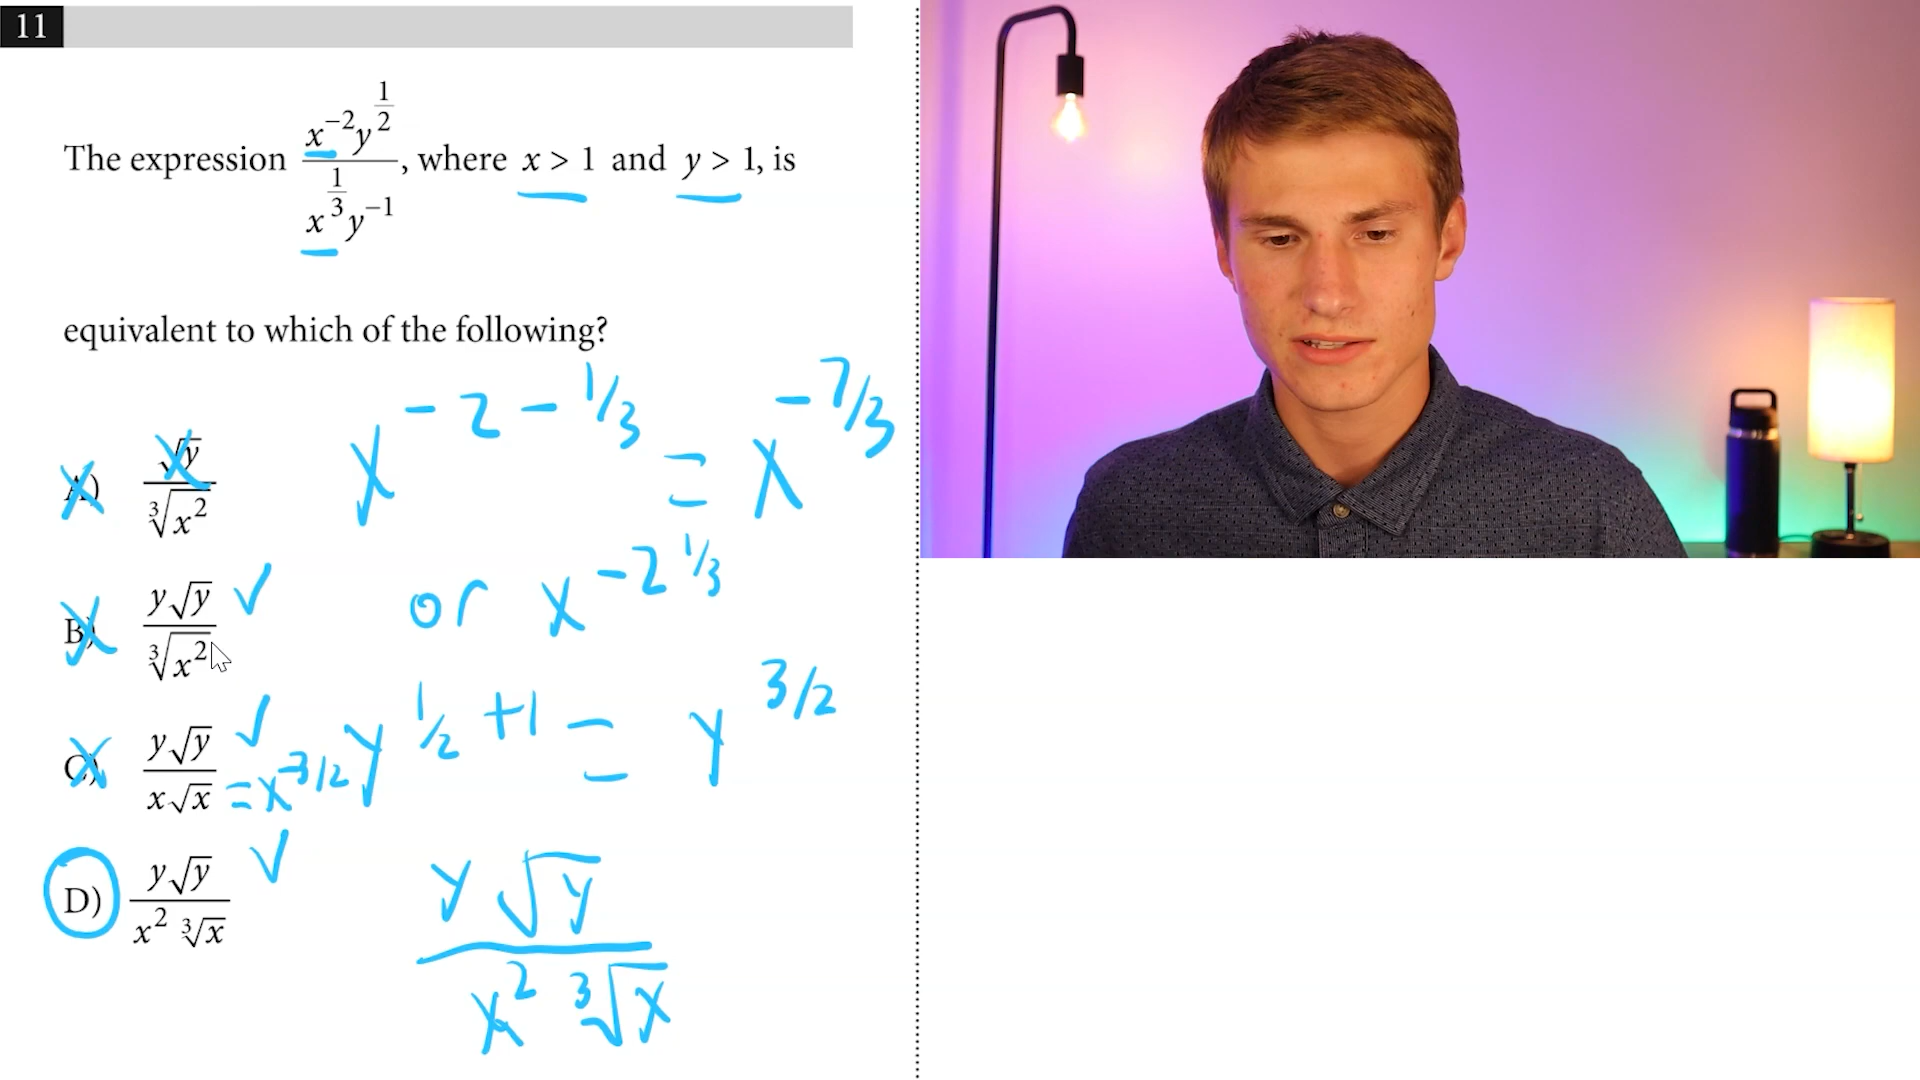 11
The expression x^{-2}y^{1/2} / x^{1/3}y^{-1}, where x > 1 and y > 1, is
equivalent to which of the following?
A) √y / ∛x²
x^{-2-1/3} = x^{-7/3}
B) y√y / ∛x² ✓
or x^{-2 1/3}
C) y√y / x√x ✓ = x^{-3/2}
y^{1/2+1} = y^{3/2}
D) y√y / x² ∛x ✓
y√y / x² ∛x